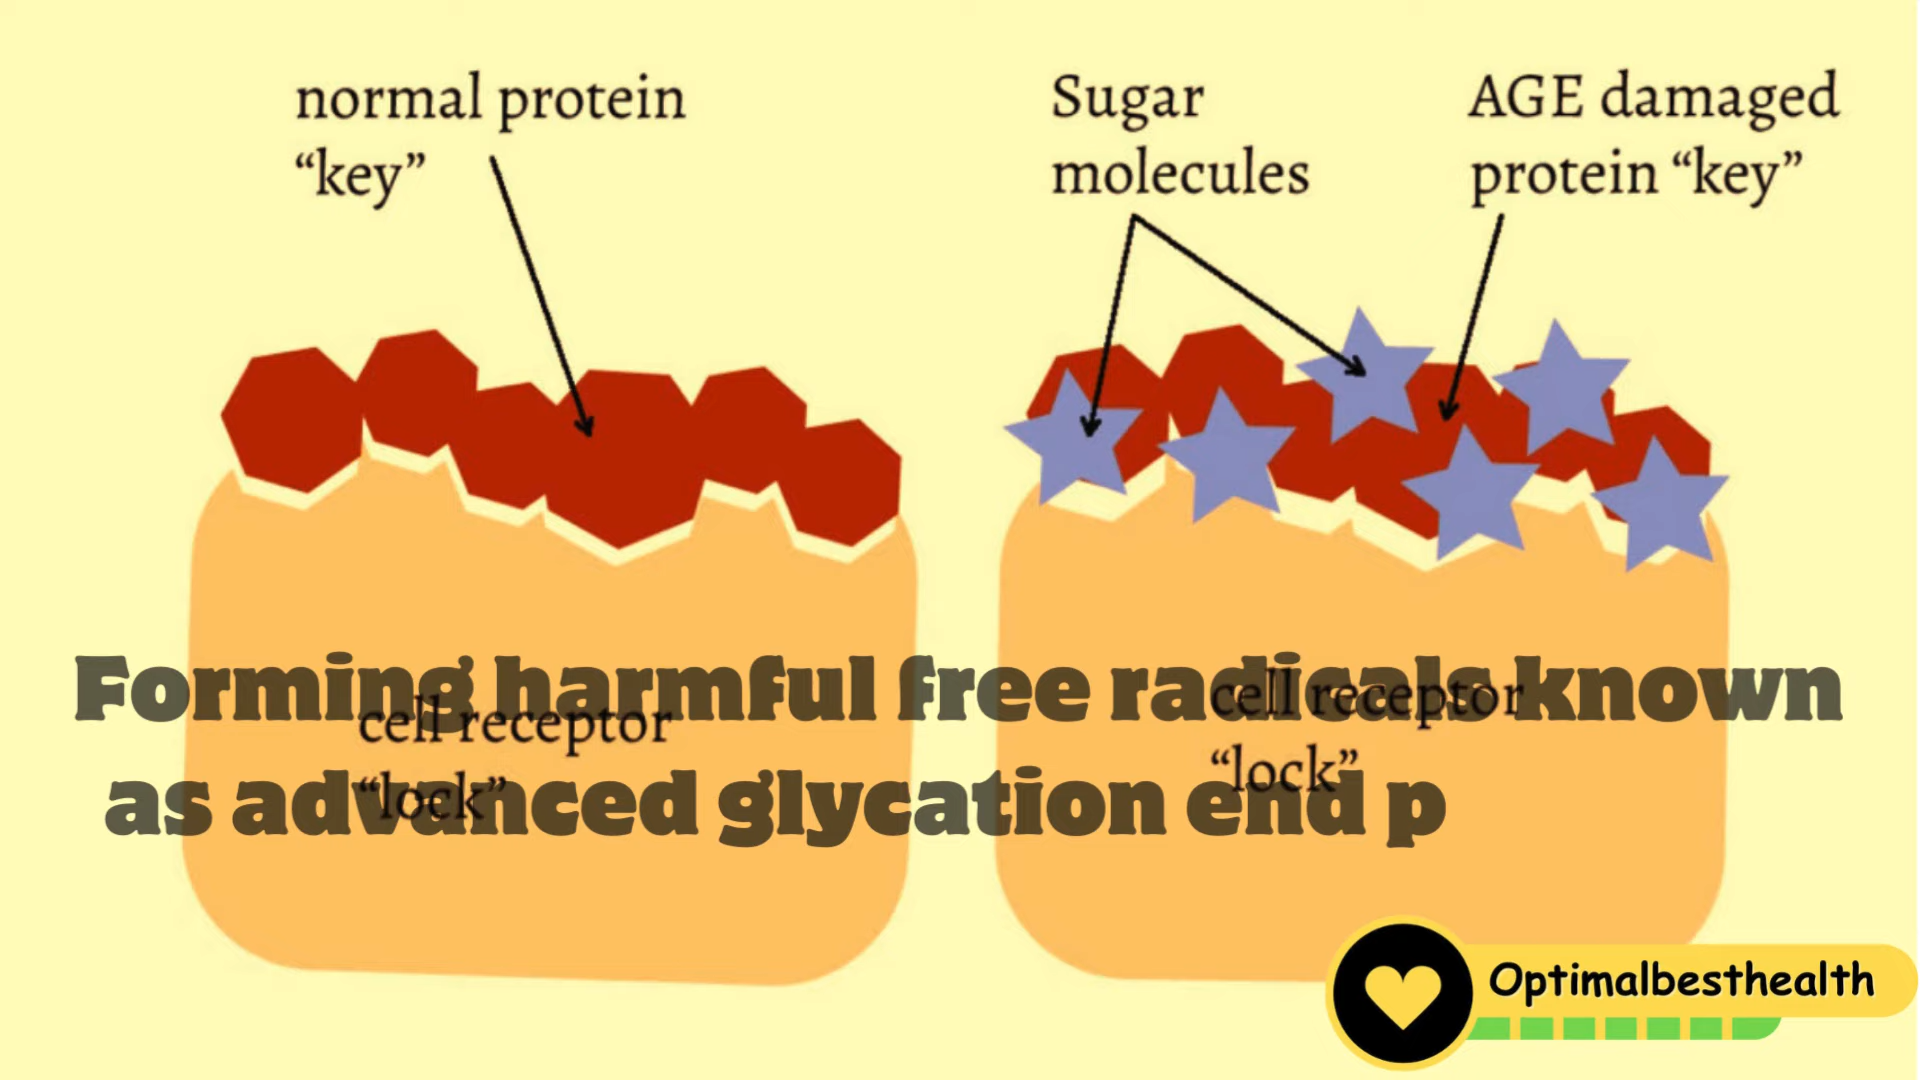 normal protein
“key”
Sugar
molecules
AGE damaged
protein “key”
cell receptor
“lock”
cell receptor
“lock”
Forming harmful free radicals known
as advanced glycation end p
Optimalbesthealth